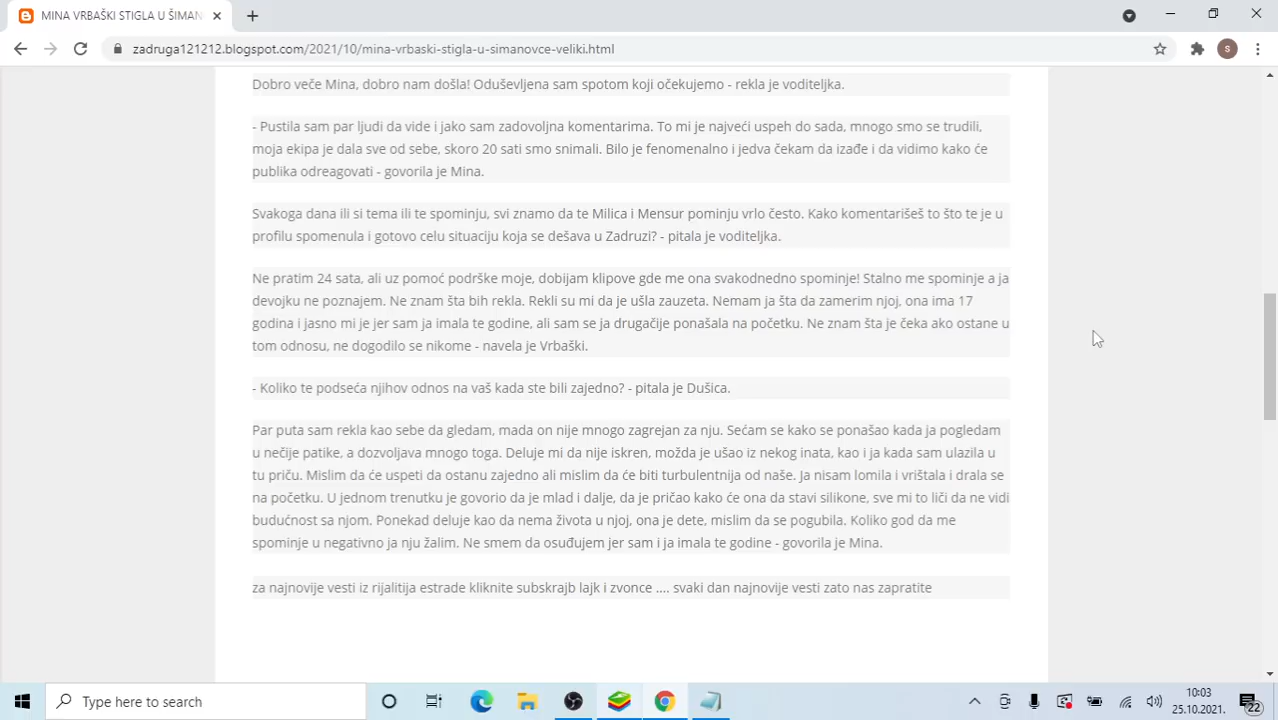 MINA VRBAŠKI STIGLA U ŠIMAN
zadruga121212.blogspot.com/2021/10/mina-vrbaski-stigla-u-simanovce-veliki.html
S
Dobro veče Mina, dobro nam došla! Oduševljena sam spotom koji očekujemo - rekla je voditeljka.
- Pustila sam par ljudi da vide i jako sam zadovoljna komentarima. To mi je najveći uspeh do sada, mnogo smo se trudili,
moja ekipa je dala sve od sebe, skoro 20 sati smo snimali. Bilo je fenomenalno i jedva čekam da izađe i da vidimo kako će
publika odreagovati - govorila je Mina.
Svakoga dana ili si tema ili te spominju, svi znamo da te Milica i Mensur pominju vrlo često. Kako komentarišeš to što te je u
profilu spomenula i gotovo celu situaciju koja se dešava u Zadruzi? - pitala je voditeljka.
Ne pratim 24 sata, ali uz pomoć podrške moje, dobijam klipove gde me ona svakodnedno spominje! Stalno me spominje a ja
devojku ne poznajem. Ne znam šta bih rekla. Rekli su mi da je ušla zauzeta. Nemam ja šta da zamerim njoj, ona ima 17
godina i jasno mi je jer sam ja imala te godine, ali sam se ja drugačije ponašala na početku. Ne znam šta je čeka ako ostane u
tom odnosu, ne dogodilo se nikome - navela je Vrbaški.
- Koliko te podseća njihov odnos na vaš kada ste bili zajedno? - pitala je Dušica.
Par puta sam rekla kao sebe da gledam, mada on nije mnogo zagrejan za nju. Sećam se kako se ponašao kada ja pogledam
u nečije patike, a dozvoljava mnogo toga. Deluje mi da nije iskren, možda je ušao iz nekog inata, kao i ja kada sam ulazila u
tu priču. Mislim da će uspeti da ostanu zajedno ali mislim da će biti turbulentnija od naše. Ja nisam lomila i vrištala i drala se
na početku. U jednom trenutku je govorio da je mlad i dalje, da je pričao kako će ona da stavi silikone, sve mi to liči da ne vidi
budućnost sa njom. Ponekad deluje kao da nema života u njoj, ona je dete, mislim da se pogubila. Koliko god da me
spominje u negativno ja nju žalim. Ne smem da osuđujem jer sam i ja imala te godine - govorila je Mina.
za najnovije vesti iz rijalitija estrade kliknite subskrajb lajk i zvonce .... svaki dan najnovije vesti zato nas zapratite
Type here to search
10:03
25.10.2021.
22